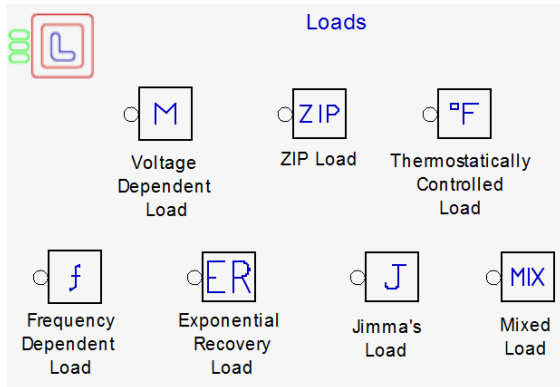 Loads
L
M
ZIP
°F
Voltage
Dependent
Load
ZIP Load
Thermostatically
Controlled
Load
f
ER
J
MIX
Frequency
Dependent
Load
Exponential
Recovery
Load
Jimma's
Load
Mixed
Load